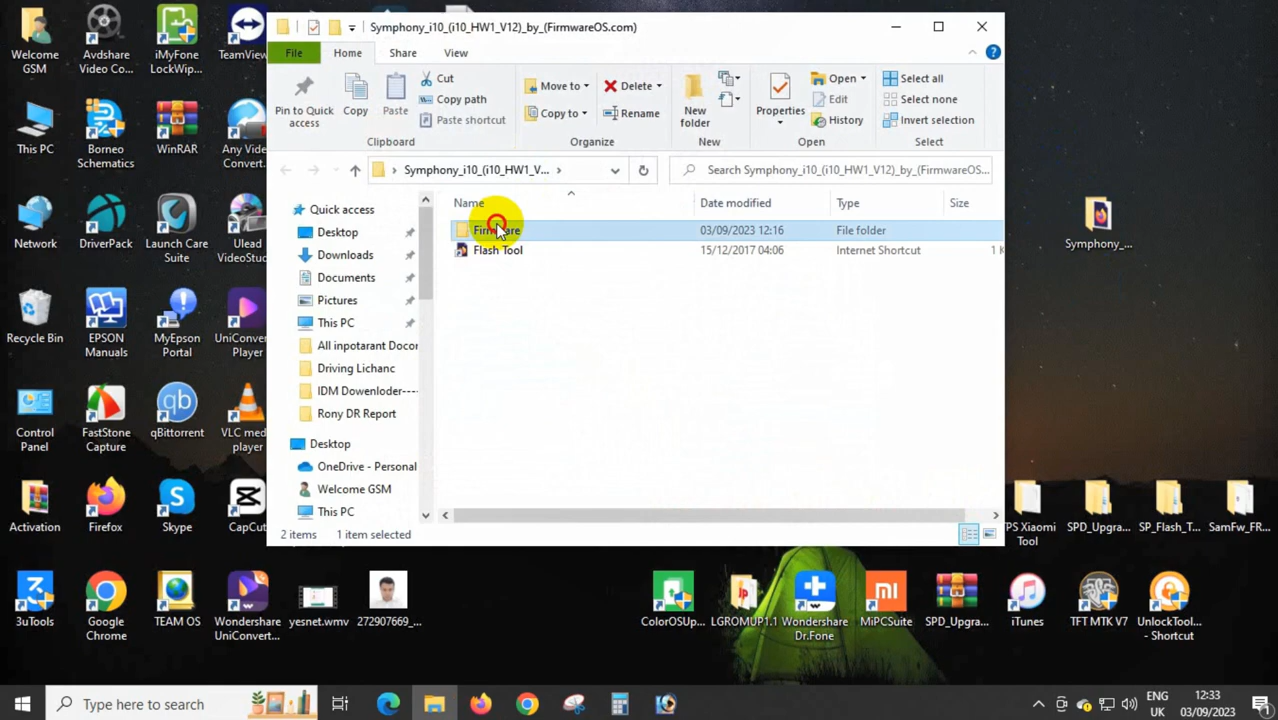 Symphony_i10_(i10_HW1_V12)_by_(FirmwareOS.com)
File
Home
Share
View
Pin to Quick access
Copy
Paste
Cut
Copy path
Paste shortcut
Clipboard
Move to
Copy to
Delete
Rename
Organize
New folder
New
Properties
Open
Edit
History
Open
Select all
Select none
Invert selection
Select
Symphony_i10_(i10_HW1_V...
Search Symphony_i10_(i10_HW1_V12)_by_(FirmwareOS...
Name
Date modified
Type
Size
Firmware
03/09/2023 12:16
File folder
Flash Tool
15/12/2017 04:06
Internet Shortcut
1 K
Quick access
Desktop
Downloads
Documents
Pictures
This PC
All inpotarant Docor
Driving Lichanc
IDM Dowenloder----
Rony DR Report
Desktop
OneDrive - Personal
Welcome GSM
This PC
2 items
1 item selected
Welcome GSM
Avdshare Video Co...
iMyFone LockWip...
TeamView
This PC
Borneo Schematics
WinRAR
Any Video Convert.
Network
DriverPack
Launch Care Suite
Ulead VideoStud
Recycle Bin
EPSON Manuals
MyEpson Portal
UniConver Player
Control Panel
FastStone Capture
qBittorrent
VLC med player
Activation
Firefox
Skype
CapCut
3uTools
Google Chrome
TEAM OS
Wondershare UniConvert...
yesnet.wmv
272907669_...
Symphony_...
PS Xiaomi Tool
SPD_Upgra...
SP_Flash_T...
SamFw_FR...
ColorOSUp...
LGROMUP1.1
Wondershare Dr.Fone
MiPCSuite
SPD_Upgra...
iTunes
TFT MTK V7
UnlockTool... - Shortcut
Type here to search
ENG
UK
12:33
03/09/2023
1